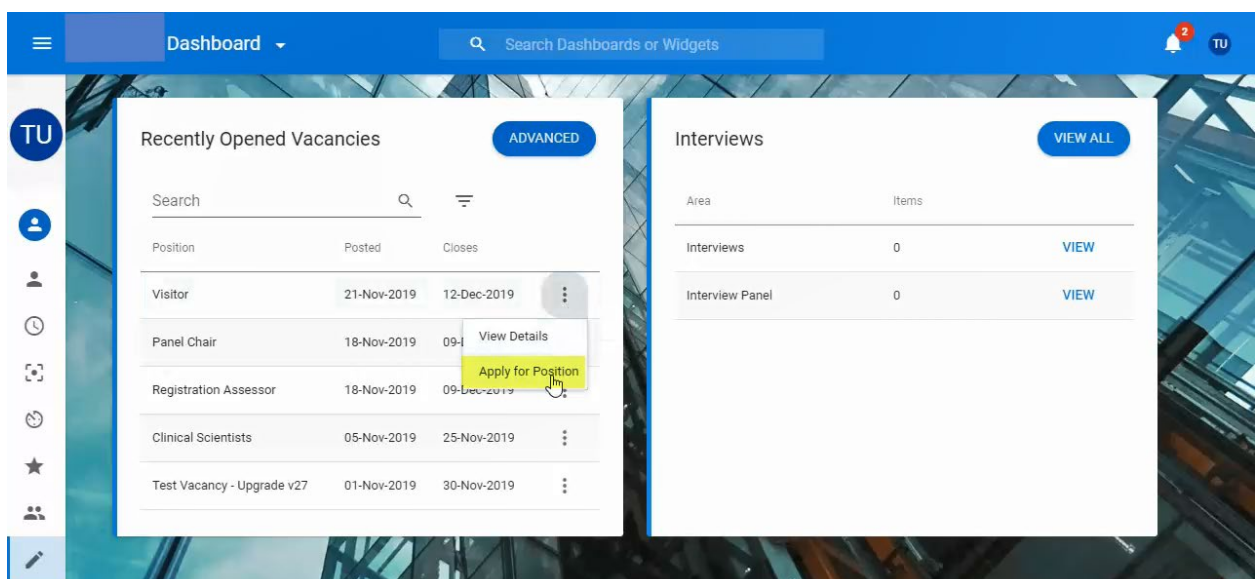 Dashboard
Search Dashboards or Widgets
2
TU
TU
Recently Opened Vacancies
ADVANCED
Search
Position Posted Closes
Visitor 21-Nov-2019 12-Dec-2019
View Details
Panel Chair 18-Nov-2019
Apply for Position
Registration Assessor 18-Nov-2019 09-Dec-2019
Clinical Scientists 05-Nov-2019 25-Nov-2019
Test Vacancy - Upgrade v27 01-Nov-2019 30-Nov-2019
Interviews
VIEW ALL
Area Items
Interviews 0 VIEW
Interview Panel 0 VIEW